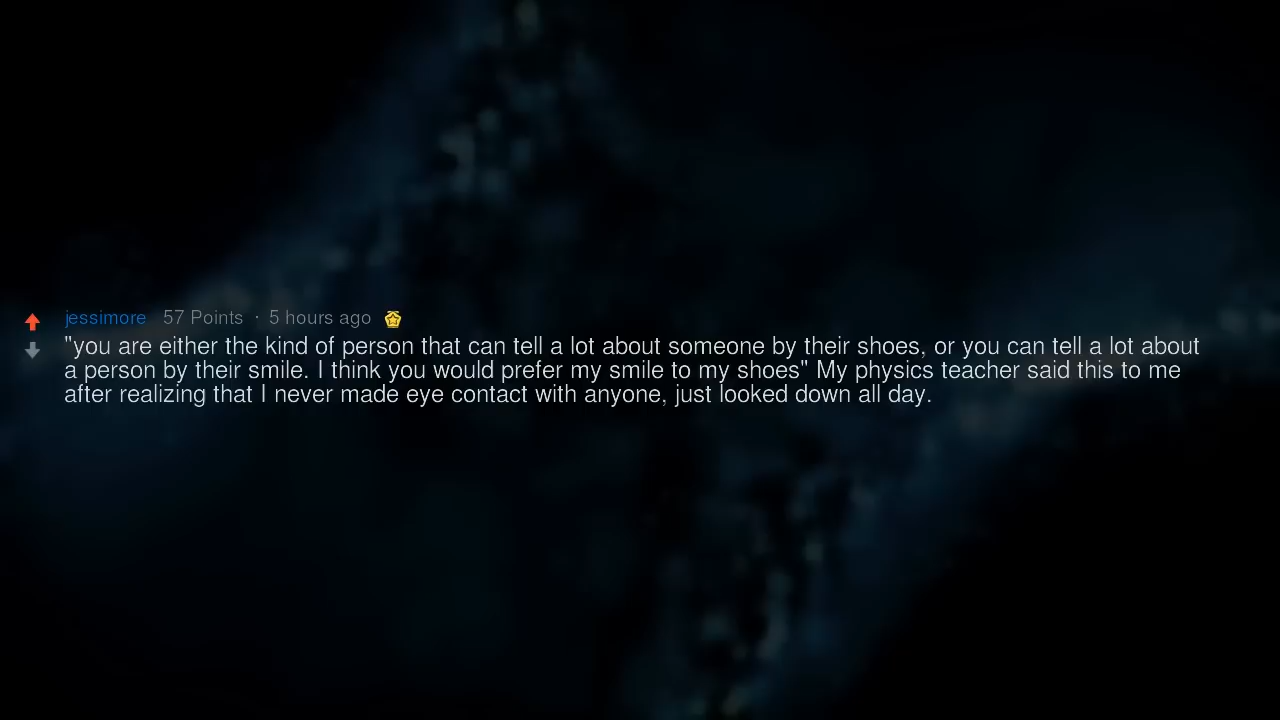 jessimore 57 Points · 5 hours ago
"you are either the kind of person that can tell a lot about someone by their shoes, or you can tell a lot about
a person by their smile. I think you would prefer my smile to my shoes" My physics teacher said this to me
after realizing that I never made eye contact with anyone, just looked down all day.